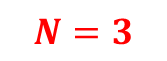 N = 3